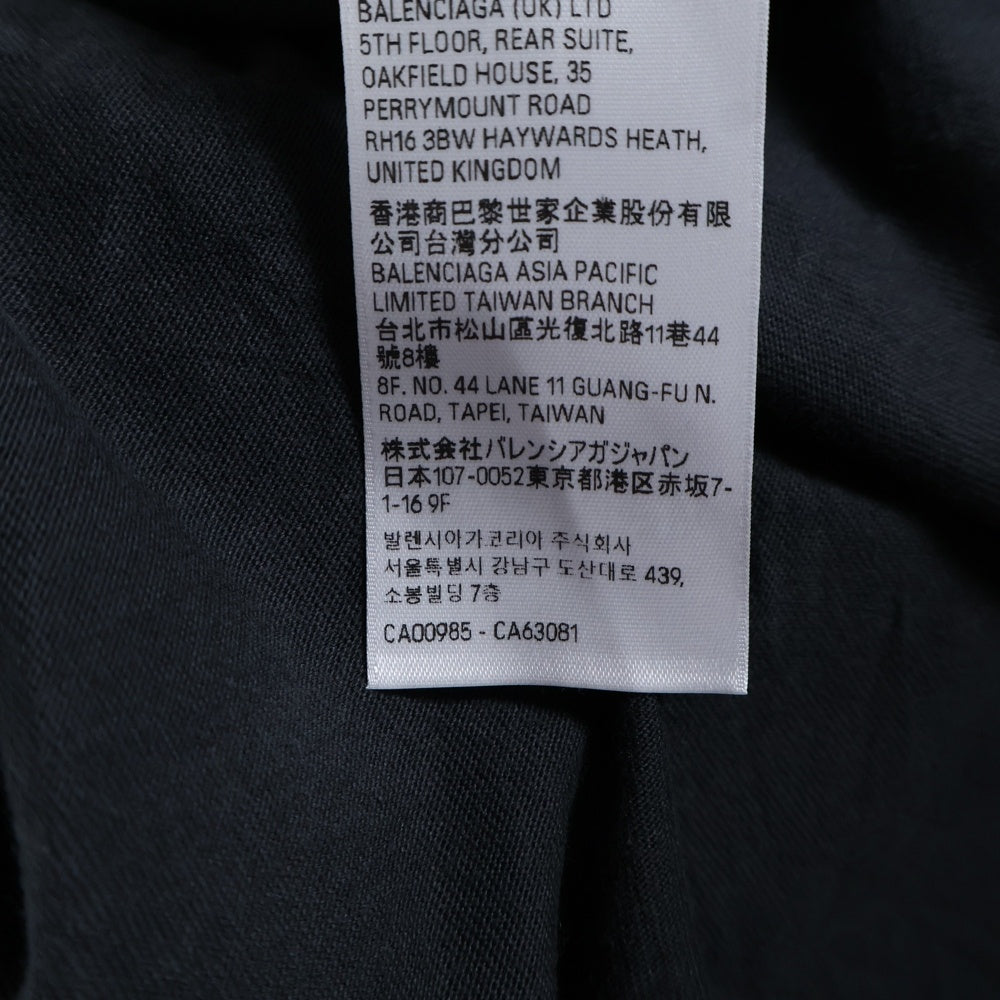 BALENCIAGA (UK) LTD
5TH FLOOR, REAR SUITE,
OAKFIELD HOUSE, 35
PERRYMOUNT ROAD
RH16 3BW HAYWARDS HEATH,
UNITED KINGDOM
香港商巴黎世家企業股份有限
公司台灣分公司
BALENCIAGA ASIA PACIFIC
LIMITED TAIWAN BRANCH
台北市松山區光復北路11巷44
號8樓
8F. NO. 44 LANE 11 GUANG-FU N.
ROAD, TAPEI, TAIWAN
株式会社バレンシアガジャパン
日本107-0052東京都港区赤坂7-
1-16 9F
발렌시아가코리아 주식회사
서울특별시 강남구 도산대로 439,
소봉빌딩 7층
CA00985 - CA63081